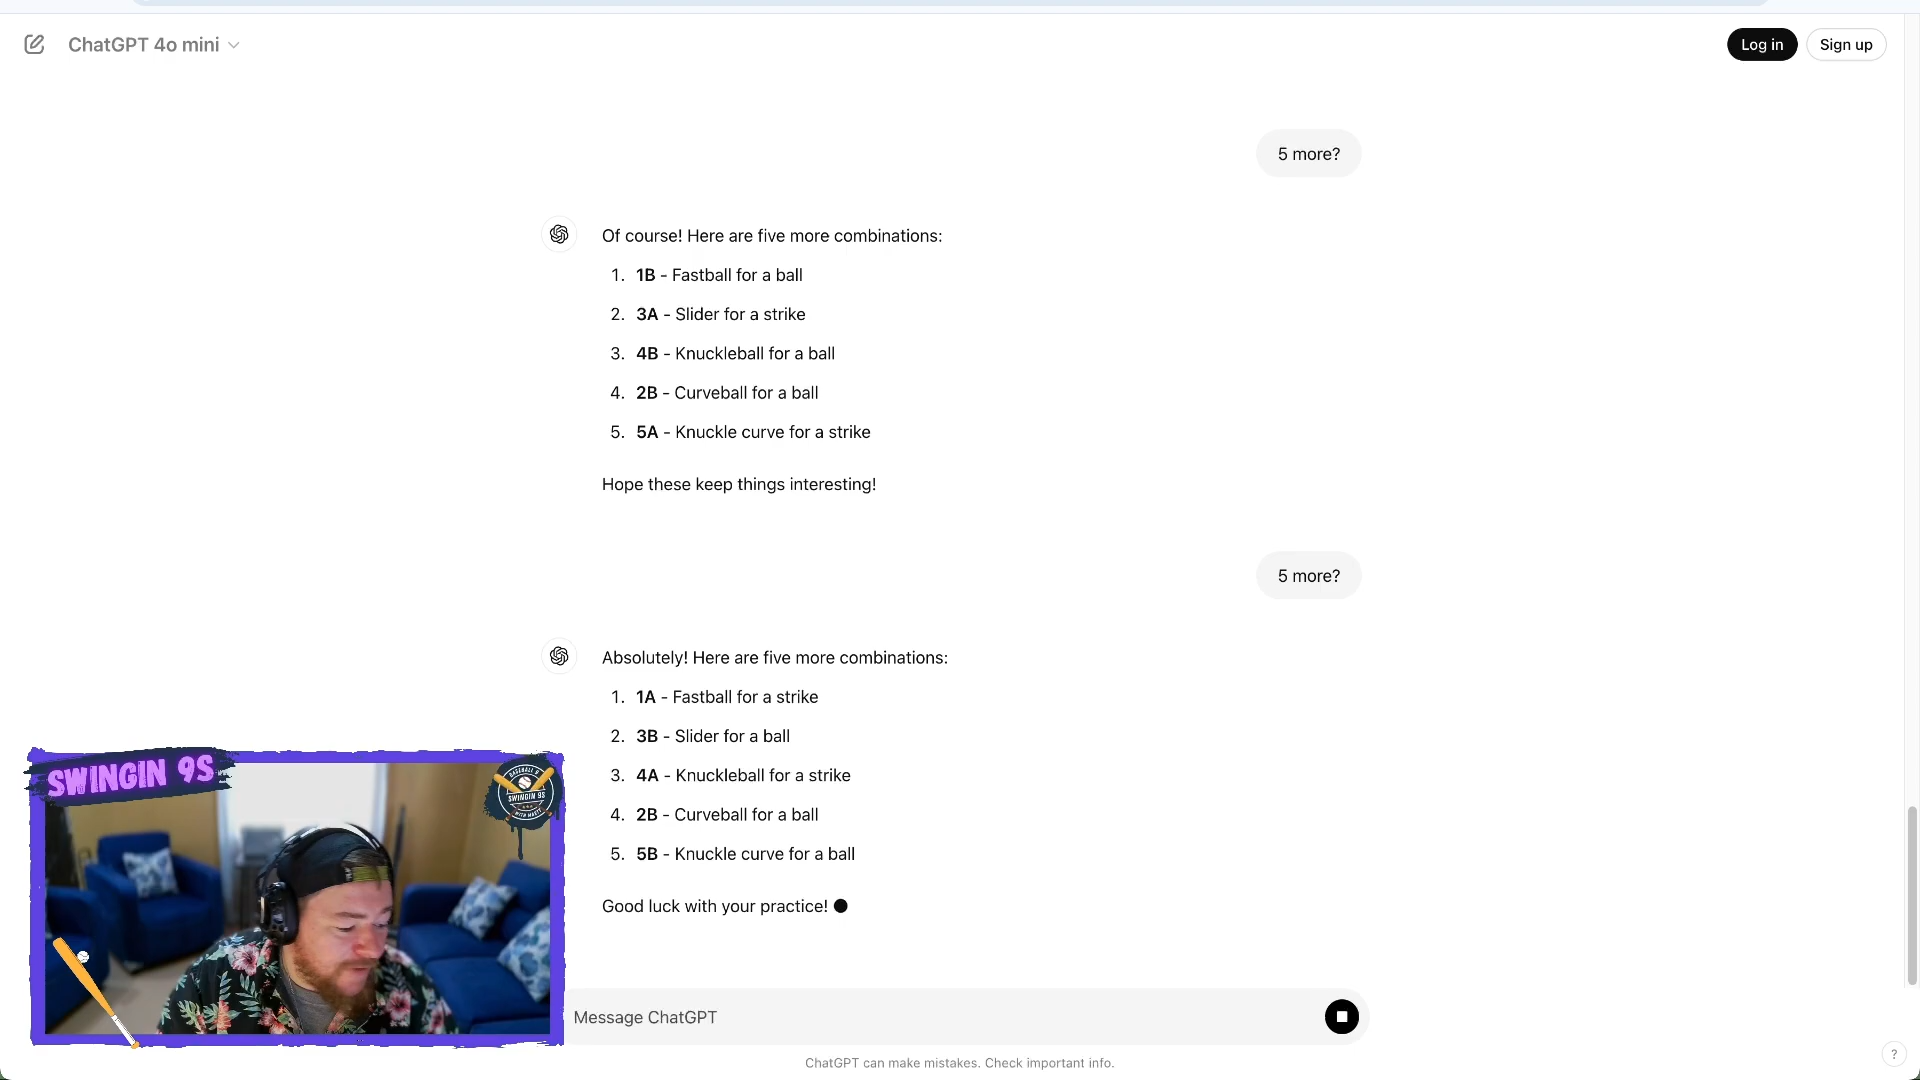 ChatGPT 4o mini
Log in
Sign up
5 more?
Of course! Here are five more combinations:
1. 1B - Fastball for a ball
2. 3A - Slider for a strike
3. 4B - Knuckleball for a ball
4. 2B - Curveball for a ball
5. 5A - Knuckle curve for a strike
Hope these keep things interesting!
5 more?
Absolutely! Here are five more combinations:
1. 1A - Fastball for a strike
2. 3B - Slider for a ball
3. 4A - Knuckleball for a strike
4. 2B - Curveball for a ball
5. 5B - Knuckle curve for a ball
Good luck with your practice!
SWINGIN 9S
SWINGIN 9S
Message ChatGPT
ChatGPT can make mistakes. Check important info.
?